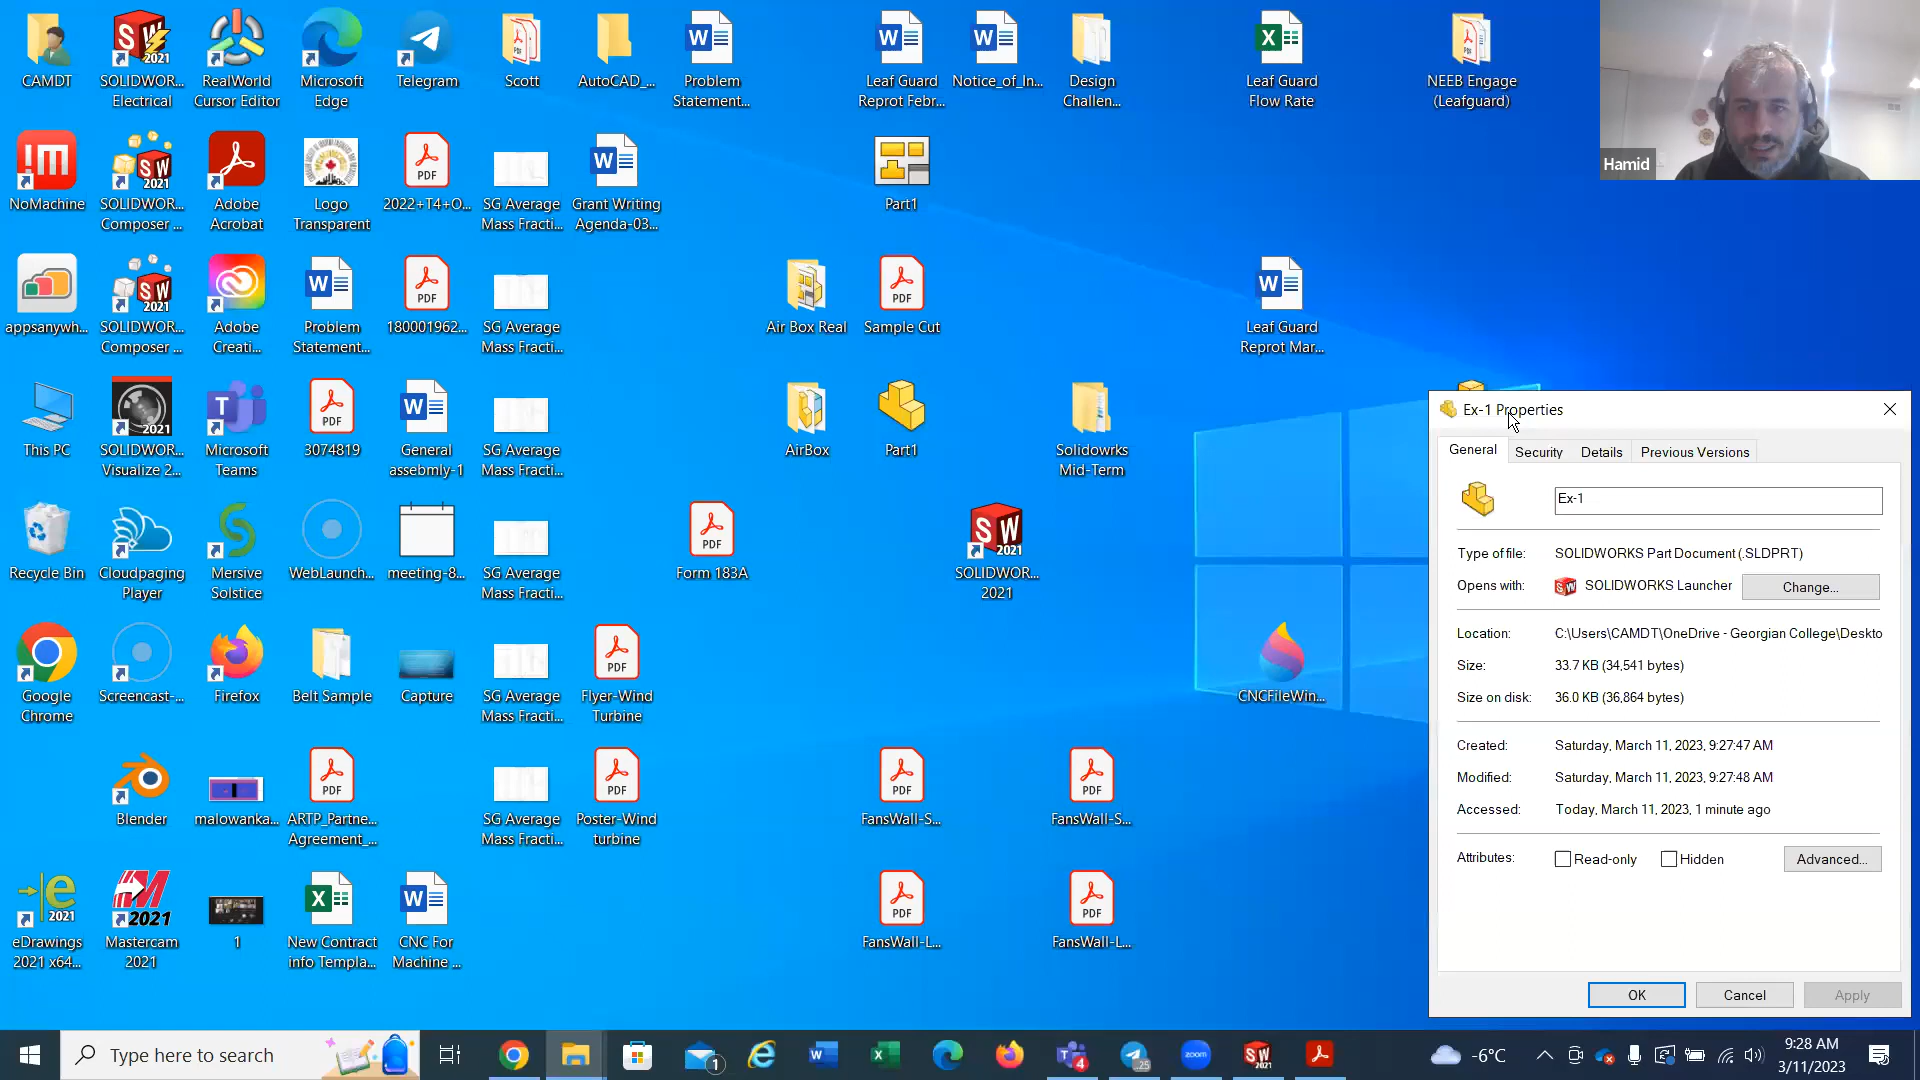 CAMDT
SOLIDWOR...
Electrical
RealWorld
Cursor Editor
Microsoft
Edge
Telegram
Scott
AutoCAD_...
Problem
Statement...
Leaf Guard
Reprot Febr...
Notice_of_In...
Design
Challen...
Leaf Guard
Flow Rate
NEEB Engage
(Leafguard)
Hamid
NoMachine
SOLIDWOR...
Composer ...
Adobe
Acrobat
Logo
Transparent
2022+T4+O...
SG Average
Mass Fracti...
Grant Writing
Agenda-03...
Part1
appsanywh...
SOLIDWOR...
Composer ...
Adobe
Creati...
Problem
Statement...
180001962...
SG Average
Mass Fracti...
Air Box Real
Sample Cut
Leaf Guard
Reprot Mar...
This PC
SOLIDWOR...
Visualize 2...
Microsoft
Teams
3074819
General
assebmly-1
SG Average
Mass Fracti...
AirBox
Part1
Solidowrks
Mid-Term
Recycle Bin
Cloudpaging
Player
Mersive
Solstice
WebLaunch...
meeting-8...
SG Average
Mass Fracti...
Form 183A
SOLIDWOR...
2021
Google
Chrome
Screencast-...
Firefox
Belt Sample
Capture
SG Average
Mass Fracti...
Flyer-Wind
Turbine
CNCFileWin...
Blender
malowanka...
ARTP_Partne...
Agreement_...
SG Average
Mass Fracti...
Poster-Wind
turbine
FansWall-S...
FansWall-S...
eDrawings
2021 x64...
Mastercam
2021
1
New Contract
info Templa...
CNC For
Machine ...
FansWall-L...
FansWall-L...
Ex-1 Properties
General Security Details Previous Versions
Ex-1
Type of file: SOLIDWORKS Part Document (.SLDPRT)
Opens with: SOLIDWORKS Launcher Change...
Location: C:\Users\CAMDT\OneDrive - Georgian College\Deskto
Size: 33.7 KB (34,541 bytes)
Size on disk: 36.0 KB (36,864 bytes)
Created: Saturday, March 11, 2023, 9:27:47 AM
Modified: Saturday, March 11, 2023, 9:27:48 AM
Accessed: Today, March 11, 2023, 1 minute ago
Attributes: Read-only Hidden Advanced...
OK Cancel Apply
Type here to search
-6°C
9:28 AM
3/11/2023